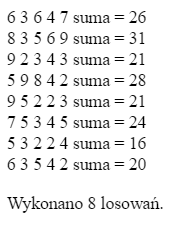 6 3 6 4 7 suma = 26
8 3 5 6 9 suma = 31
9 2 3 4 3 suma = 21
5 9 8 4 2 suma = 28
9 5 2 2 3 suma = 21
7 5 3 4 5 suma = 24
5 3 2 2 4 suma = 16
6 3 5 4 2 suma = 20
Wykonano 8 losowań.